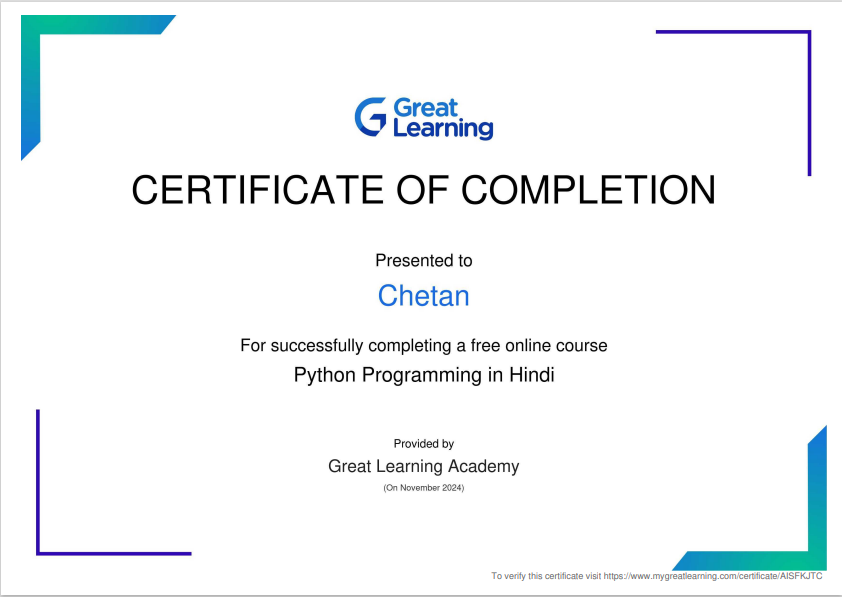 Great
Learning
CERTIFICATE OF COMPLETION
Presented to
Chetan
For successfully completing a free online course
Python Programming in Hindi
Provided by
Great Learning Academy
(On November 2024)
To verify this certificate visit https://www.mygreatlearning.com/certificate/AISFKJTC